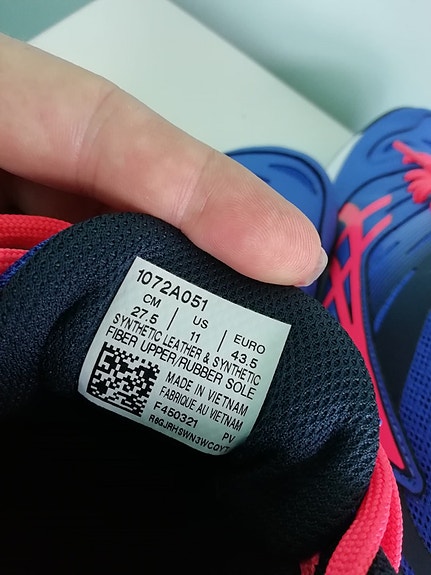 1072A051
CM | US | EURO
27.5 | 11 | 43.5
SYNTHETIC LEATHER & SYNTHETIC
FIBER UPPER/RUBBER SOLE
MADE IN VIETNAM
FABRIQUE AU VIETNAM
F450321 PV